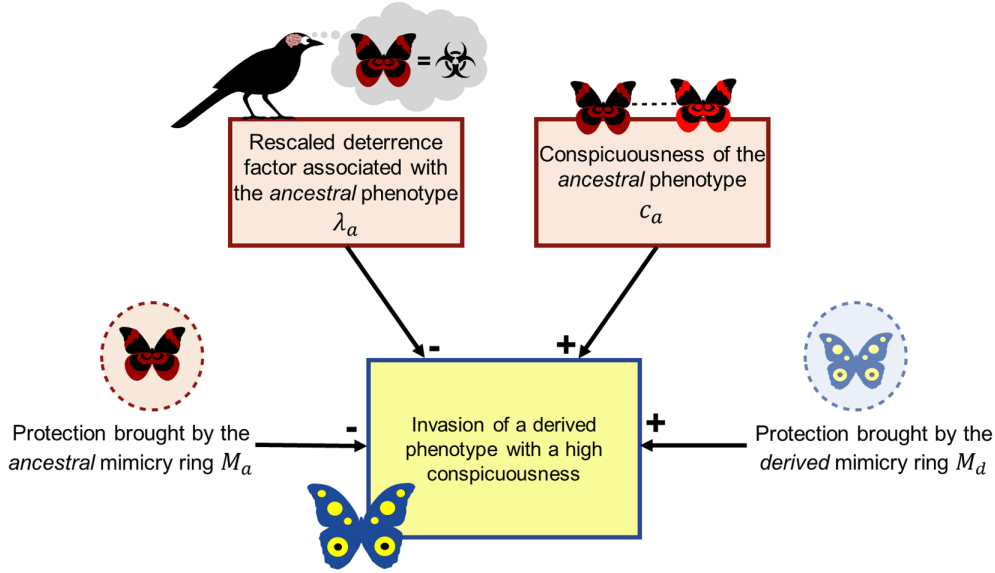 =
Rescaled deterrence
factor associated with
the ancestral phenotype
λₐ
Conspicuousness of the
ancestral phenotype
cₐ
-
+
Protection brought by the
ancestral mimicry ring Mₐ
-
Invasion of a derived
phenotype with a high
conspicuousness
+
Protection brought by the
derived mimicry ring M_d